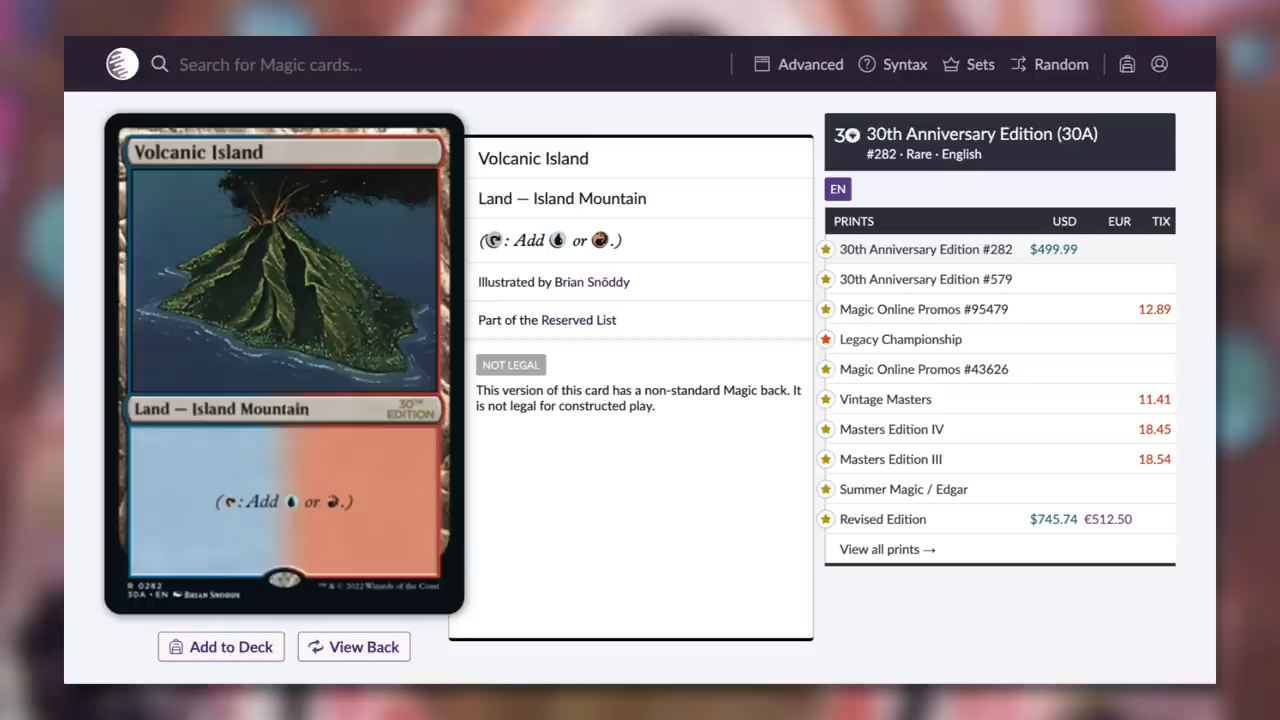 Search for Magic cards...
Advanced
Syntax
Sets
Random
Volcanic Island
Land — Island Mountain
30TH
EDITION
(: Add or .)
R 0282
30A • EN BRIAN SNŌDDY
™ & © 2022 Wizards of the Coast
Add to Deck
View Back
Volcanic Island
Land — Island Mountain
(: Add or .)
Illustrated by Brian Snõddy
Part of the Reserved List
NOT LEGAL
This version of this card has a non-standard Magic back. It
is not legal for constructed play.
30 30th Anniversary Edition (30A)
#282 · Rare · English
EN
PRINTS USD EUR TIX
30th Anniversary Edition #282 $499.99
30th Anniversary Edition #579
Magic Online Promos #95479 12.89
Legacy Championship
Magic Online Promos #43626
Vintage Masters 11.41
Masters Edition IV 18.45
Masters Edition III 18.54
Summer Magic / Edgar
Revised Edition $745.74 €512.50
View all prints →